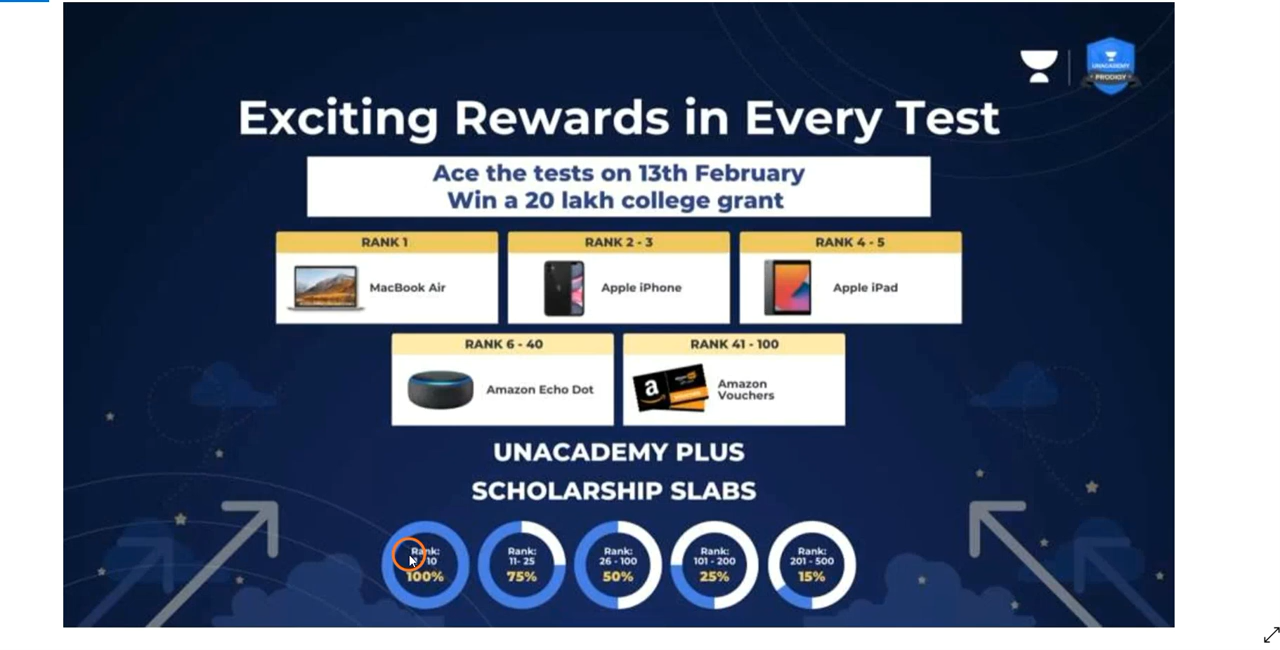 UNACADEMY
PRODIGY
Exciting Rewards in Every Test
Ace the tests on 13th February
Win a 20 lakh college grant
RANK 1
MacBook Air
RANK 2 - 3
Apple iPhone
RANK 4 - 5
Apple iPad
RANK 6 - 40
Amazon Echo Dot
RANK 41 - 100
a
Amazon
Vouchers
UNACADEMY PLUS
SCHOLARSHIP SLABS
Rank:
10
100%
Rank:
11- 25
75%
Rank:
26 - 100
50%
Rank:
101 - 200
25%
Rank:
201 - 500
15%